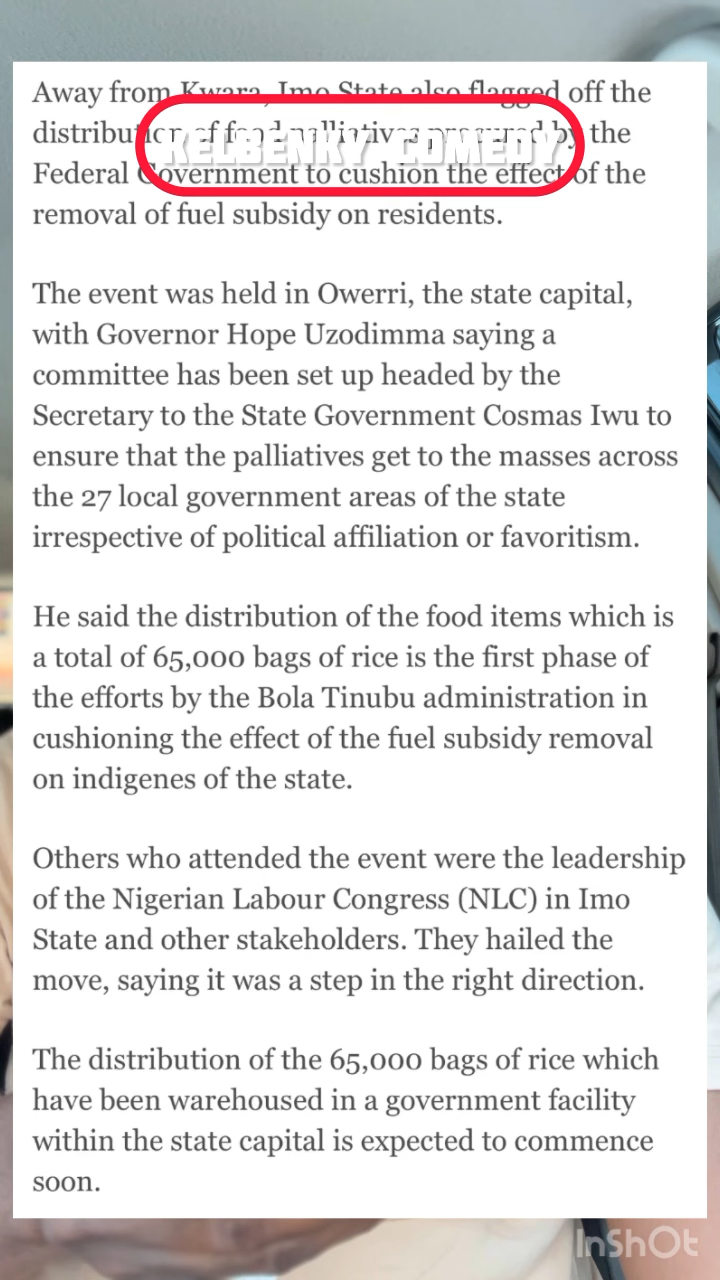 Away from Kwara, Imo State also flagged off the
distribution of food palliatives procured by the
KELBENKY COMEDY
Federal Government to cushion the effect of the
removal of fuel subsidy on residents.
The event was held in Owerri, the state capital,
with Governor Hope Uzodimma saying a
committee has been set up headed by the
Secretary to the State Government Cosmas Iwu to
ensure that the palliatives get to the masses across
the 27 local government areas of the state
irrespective of political affiliation or favoritism.
He said the distribution of the food items which is
a total of 65,000 bags of rice is the first phase of
the efforts by the Bola Tinubu administration in
cushioning the effect of the fuel subsidy removal
on indigenes of the state.
Others who attended the event were the leadership
of the Nigerian Labour Congress (NLC) in Imo
State and other stakeholders. They hailed the
move, saying it was a step in the right direction.
The distribution of the 65,000 bags of rice which
have been warehoused in a government facility
within the state capital is expected to commence
soon.
InShOt